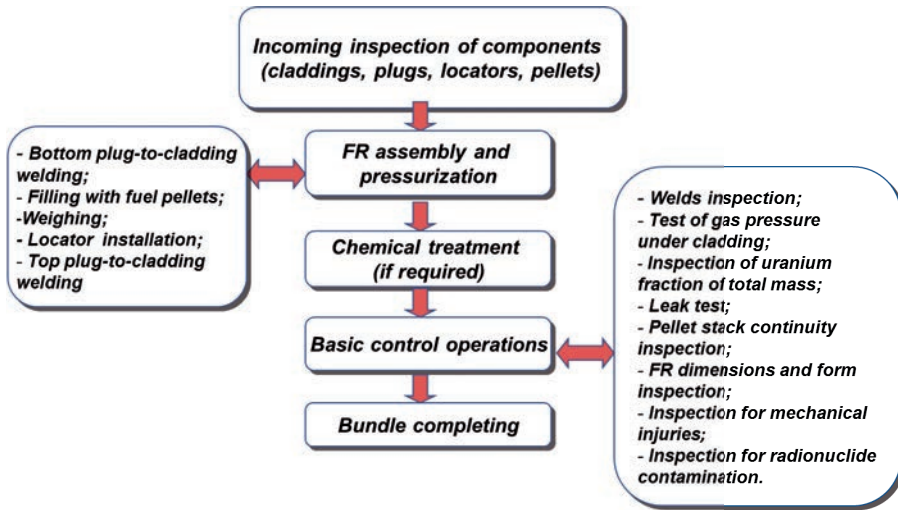 Incoming inspection of components
(claddings, plugs, locators, pellets)
- Bottom plug-to-cladding
welding;
- Filling with fuel pellets;
-Weighing;
- Locator installation;
- Top plug-to-cladding
welding
FR assembly and
pressurization
Chemical treatment
(if required)
Basic control operations
Bundle completing
- Welds inspection;
- Test of gas pressure
under cladding;
- Inspection of uranium
fraction of total mass;
- Leak test;
- Pellet stack continuity
inspection;
- FR dimensions and form
inspection;
- Inspection for mechanical
injuries;
- Inspection for radionuclide
contamination.